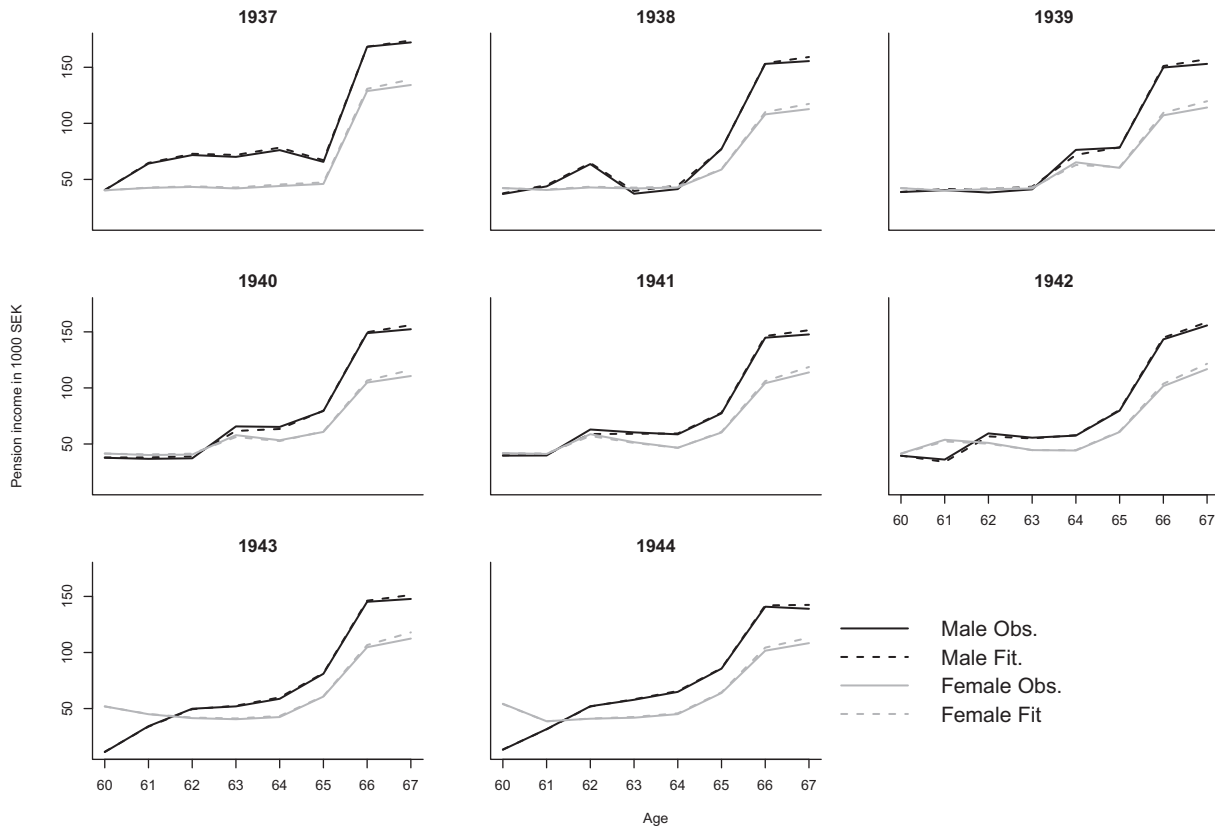 1937
1938
1939
150
100
50
1940
1941
1942
Pension income in 1000 SEK
150
100
50
60 61 62 63 64 65 66 67
1943
1944
150
100
50
Male Obs.
Male Fit.
Female Obs.
Female Fit
60 61 62 63 64 65 66 67
60 61 62 63 64 65 66 67
Age